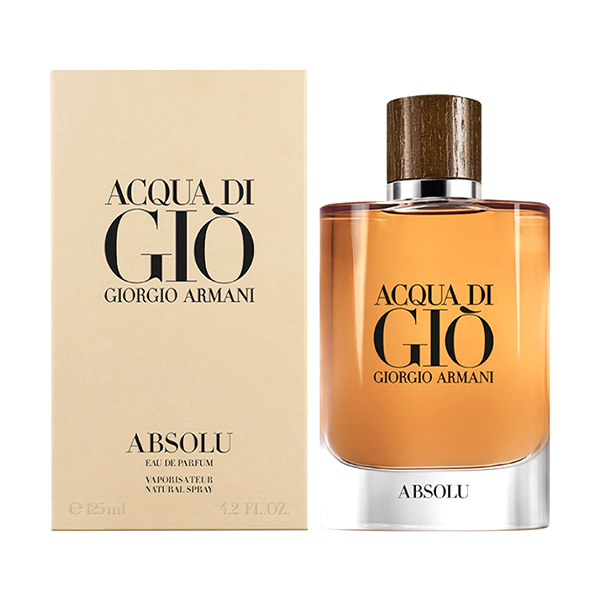 ACQUA DI
GIÒ
GIORGIO ARMANI
ABSOLU
EAU DE PARFUM
VAPORISATEUR
NATURAL SPRAY
℮125 ml 4.2 FL.OZ.
ACQUA DI
GIÒ
GIORGIO ARMANI
ABSOLU